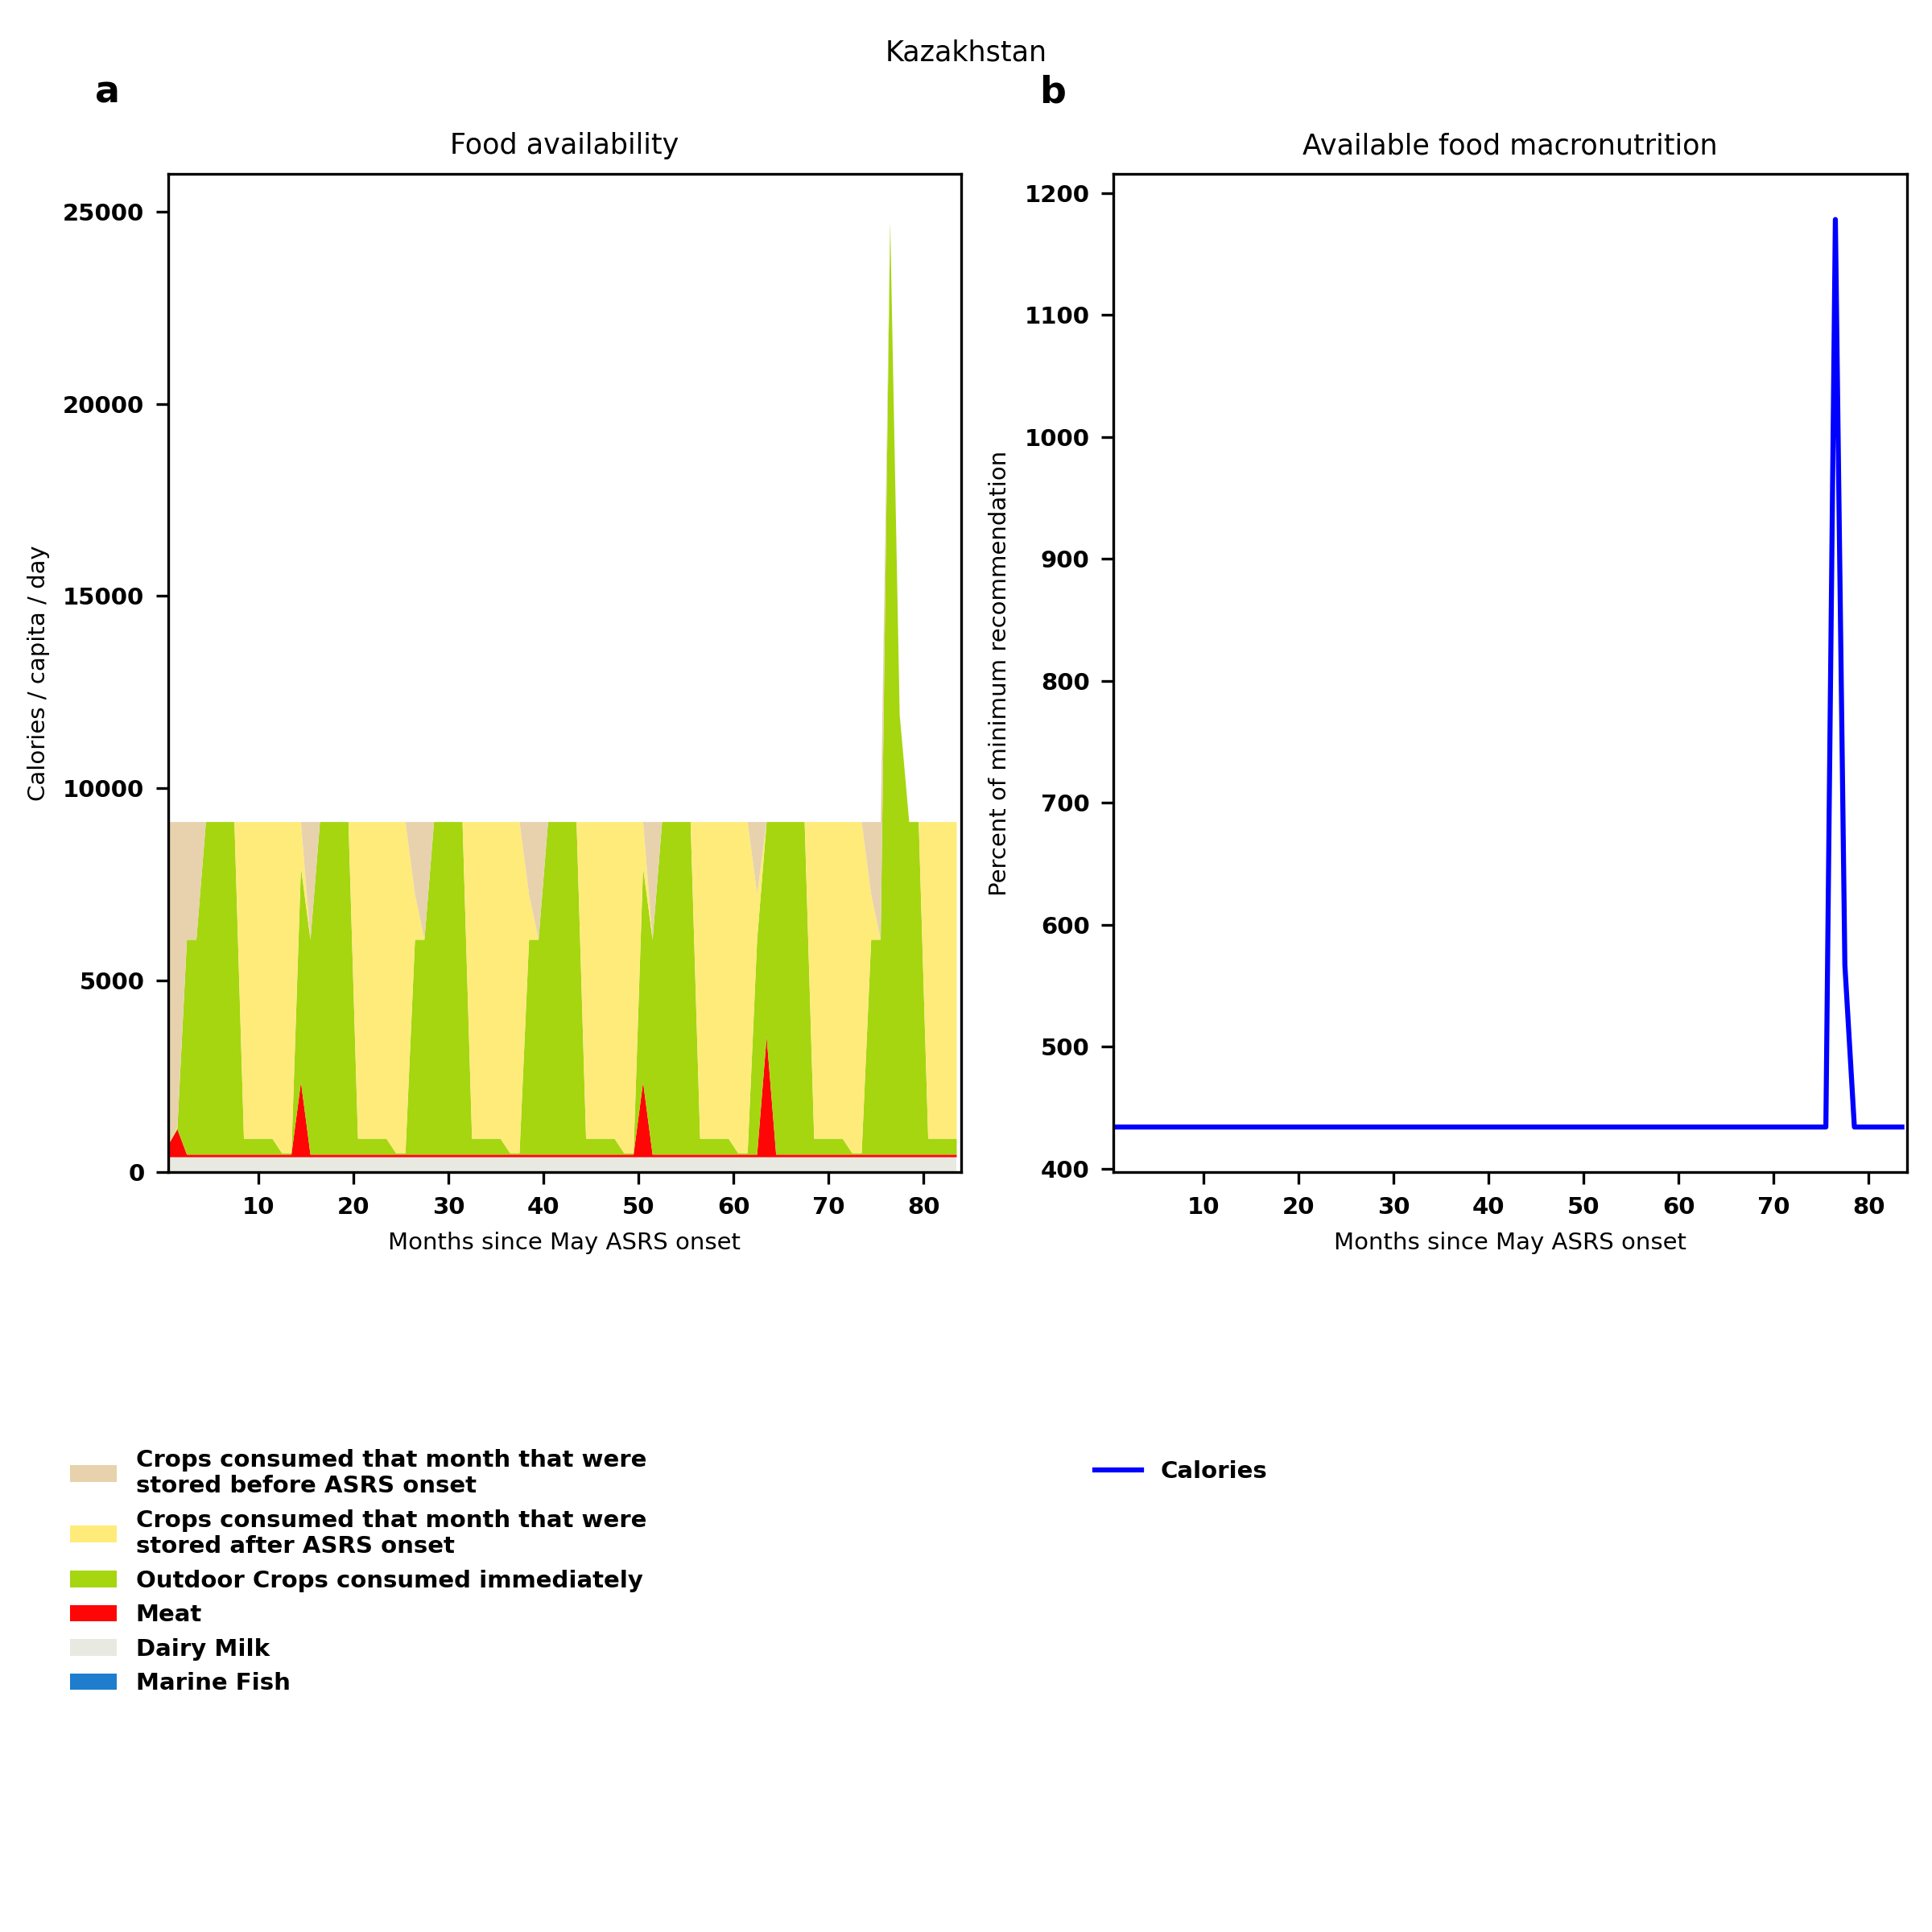 Kazakhstan
a
b
Food availability
Available food macronutrition
Calories / capita / day
25000
20000
15000
10000
5000
0
10 20 30 40 50 60 70 80
Months since May ASRS onset
Percent of minimum recommendation
1200
1100
1000
900
800
700
600
500
400
10 20 30 40 50 60 70 80
Months since May ASRS onset
Crops consumed that month that were
stored before ASRS onset
Crops consumed that month that were
stored after ASRS onset
Outdoor Crops consumed immediately
Meat
Dairy Milk
Marine Fish
Calories